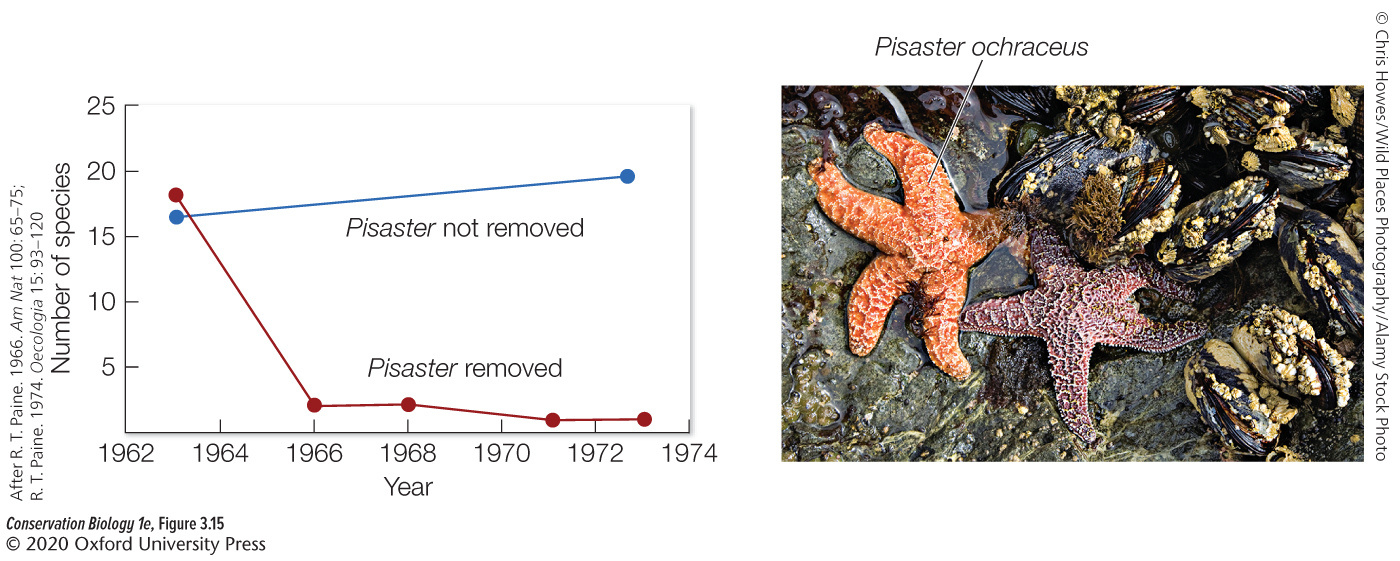 After R. T. Paine. 1966. Am Nat 100: 65–75;
R. T. Paine. 1974. Oecologia 15: 93–120
Number of species
25
20
15
10
5
Pisaster not removed
Pisaster removed
1962 1964 1966 1968 1970 1972 1974
Year
Pisaster ochraceus
© Chris Howes/Wild Places Photography/Alamy Stock Photo
Conservation Biology 1e, Figure 3.15
© 2020 Oxford University Press